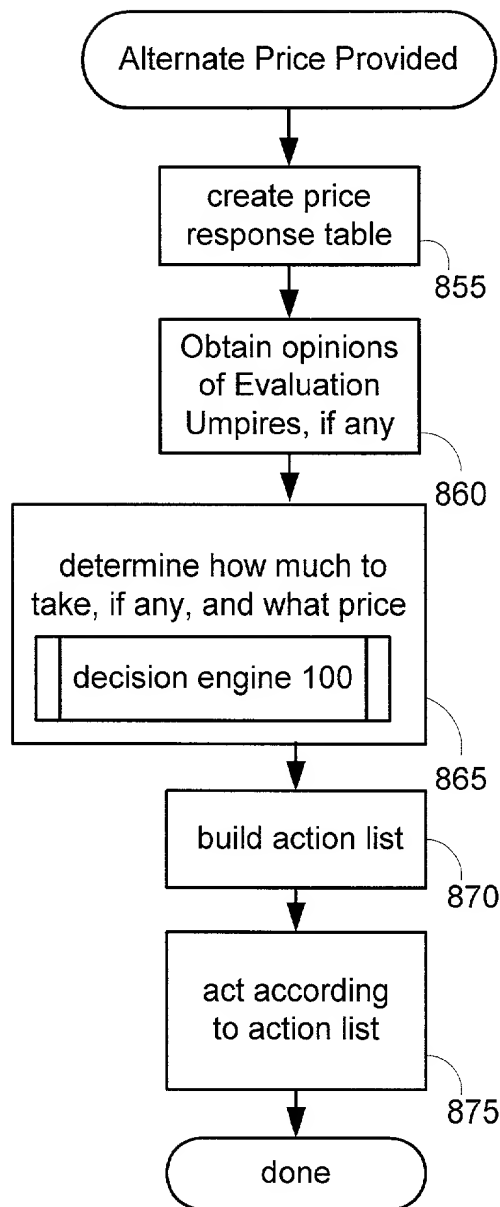 Alternate Price Provided
create price
response table
855
Obtain opinions
of Evaluation
Umpires, if any
860
determine how much to
take, if any, and what price
decision engine 100
865
build action list
870
act according
to action list
875
done